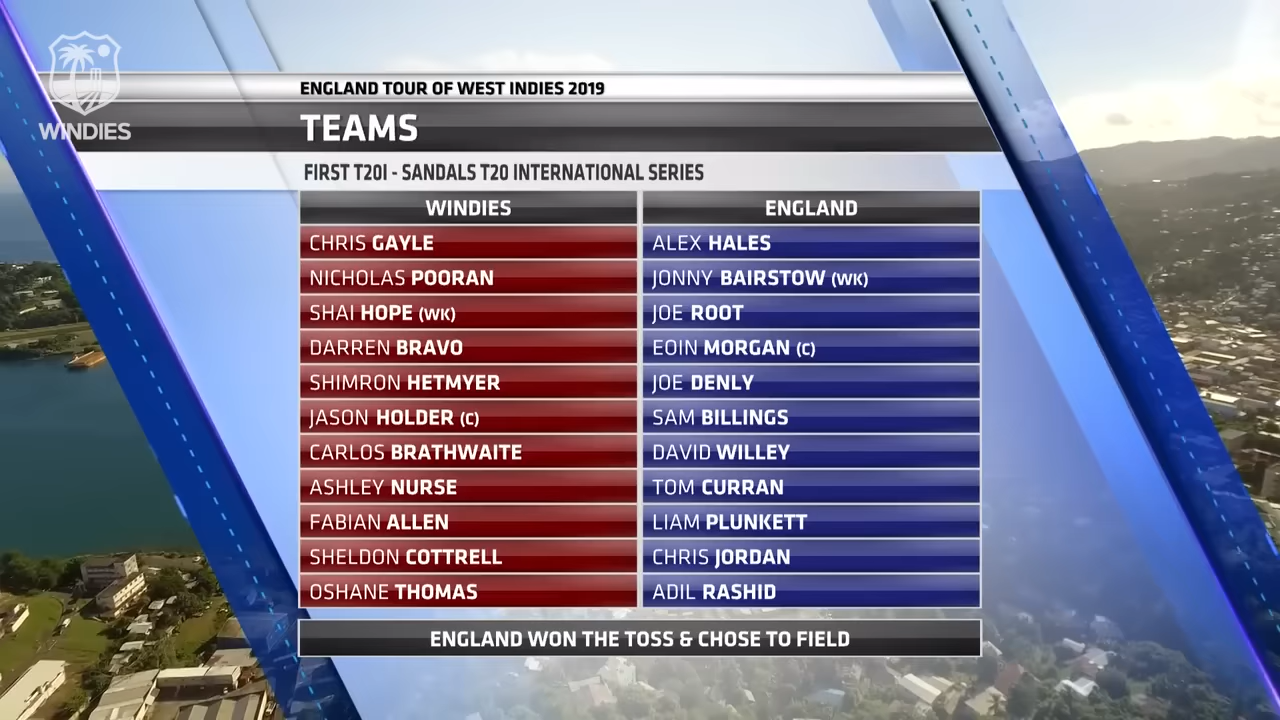 WINDIES
ENGLAND TOUR OF WEST INDIES 2019
TEAMS
FIRST T20I - SANDALS T20 INTERNATIONAL SERIES
WINDIES ENGLAND
CHRIS GAYLE ALEX HALES
NICHOLAS POORAN JONNY BAIRSTOW (WK)
SHAI HOPE (WK) JOE ROOT
DARREN BRAVO EOIN MORGAN (C)
SHIMRON HETMYER JOE DENLY
JASON HOLDER (C) SAM BILLINGS
CARLOS BRATHWAITE DAVID WILLEY
ASHLEY NURSE TOM CURRAN
FABIAN ALLEN LIAM PLUNKETT
SHELDON COTTRELL CHRIS JORDAN
OSHANE THOMAS ADIL RASHID
ENGLAND WON THE TOSS & CHOSE TO FIELD